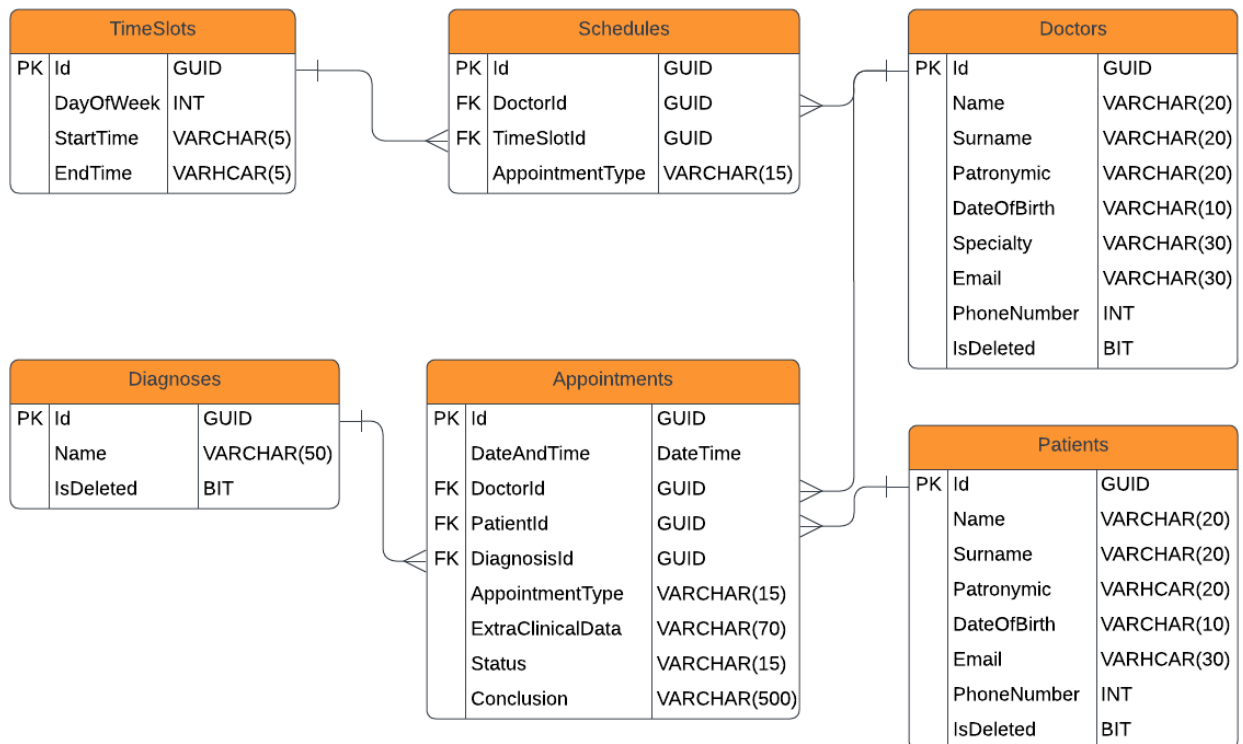 TimeSlots
PK Id GUID
DayOfWeek INT
StartTime VARCHAR(5)
EndTime VARHCAR(5)
Schedules
PK Id GUID
FK DoctorId GUID
FK TimeSlotId GUID
AppointmentType VARCHAR(15)
Doctors
PK Id GUID
Name VARCHAR(20)
Surname VARCHAR(20)
Patronymic VARCHAR(20)
DateOfBirth VARCHAR(10)
Specialty VARCHAR(30)
Email VARCHAR(30)
PhoneNumber INT
IsDeleted BIT
Diagnoses
PK Id GUID
Name VARCHAR(50)
IsDeleted BIT
Appointments
PK Id GUID
DateAndTime DateTime
FK DoctorId GUID
FK PatientId GUID
FK DiagnosisId GUID
AppointmentType VARCHAR(15)
ExtraClinicalData VARCHAR(70)
Status VARCHAR(15)
Conclusion VARCHAR(500)
Patients
PK Id GUID
Name VARCHAR(20)
Surname VARCHAR(20)
Patronymic VARHCAR(20)
DateOfBirth VARCHAR(10)
Email VARHCAR(30)
PhoneNumber INT
IsDeleted BIT